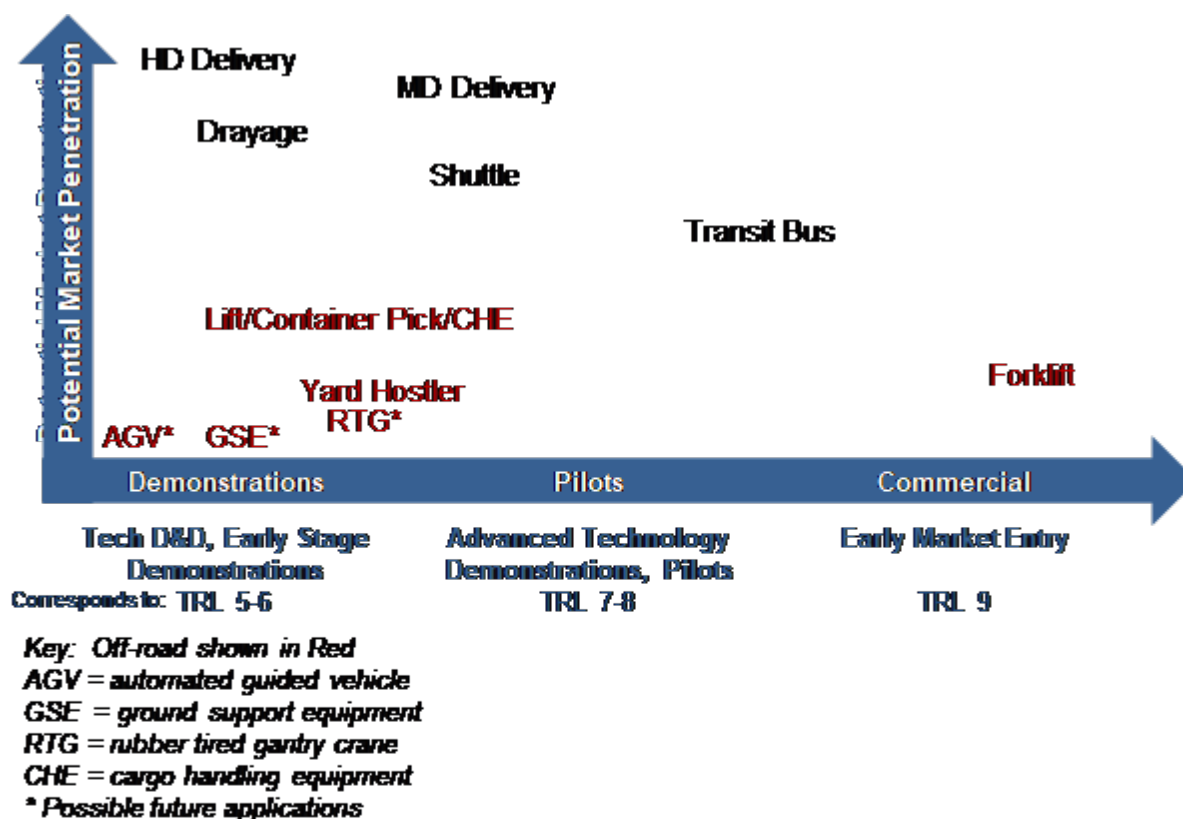 Potential Market Penetration
HD Delivery
MD Delivery
Drayage
Shuttle
Transit Bus
Lift/Container Pick/CHE
Forklift
Yard Hostler
RTG*
AGV* GSE*
Demonstrations Pilots Commercial
Tech D&D, Early Stage Advanced Technology Early Market Entry
Demonstrations Demonstrations, Pilots
Corresponds to: TRL 5-6 TRL 7-8 TRL 9
Key: Off-road shown in Red
AGV = automated guided vehicle
GSE = ground support equipment
RTG = rubber tired gantry crane
CHE = cargo handling equipment
* Possible future applications